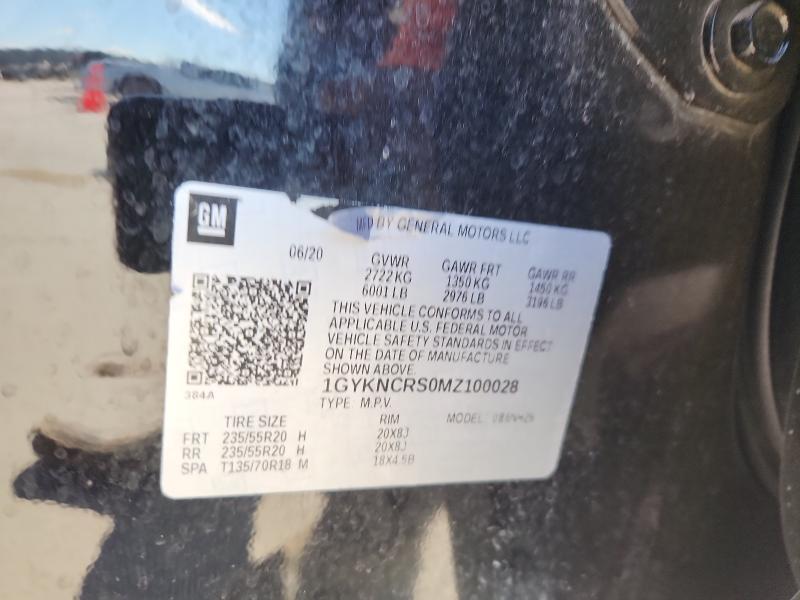 GM
MFD BY GENERAL MOTORS LLC
06/20
GVWR GAWR FRT GAWR RR
2722 KG 1350 KG 1450 KG
6001 LB 2976 LB 3196 LB
THIS VEHICLE CONFORMS TO ALL
APPLICABLE U.S. FEDERAL MOTOR
VEHICLE SAFETY STANDARDS IN EFFECT
ON THE DATE OF MANUFACTURE
SHOWN ABOVE.
384A
1GYKNCRS0MZ100028
TYPE: M.P.V. MODEL:
TIRE SIZE RIM
FRT 235/55R20 H 20X8J
RR 235/55R20 H 20X8J
SPA T135/70R18 M 18X4.5B